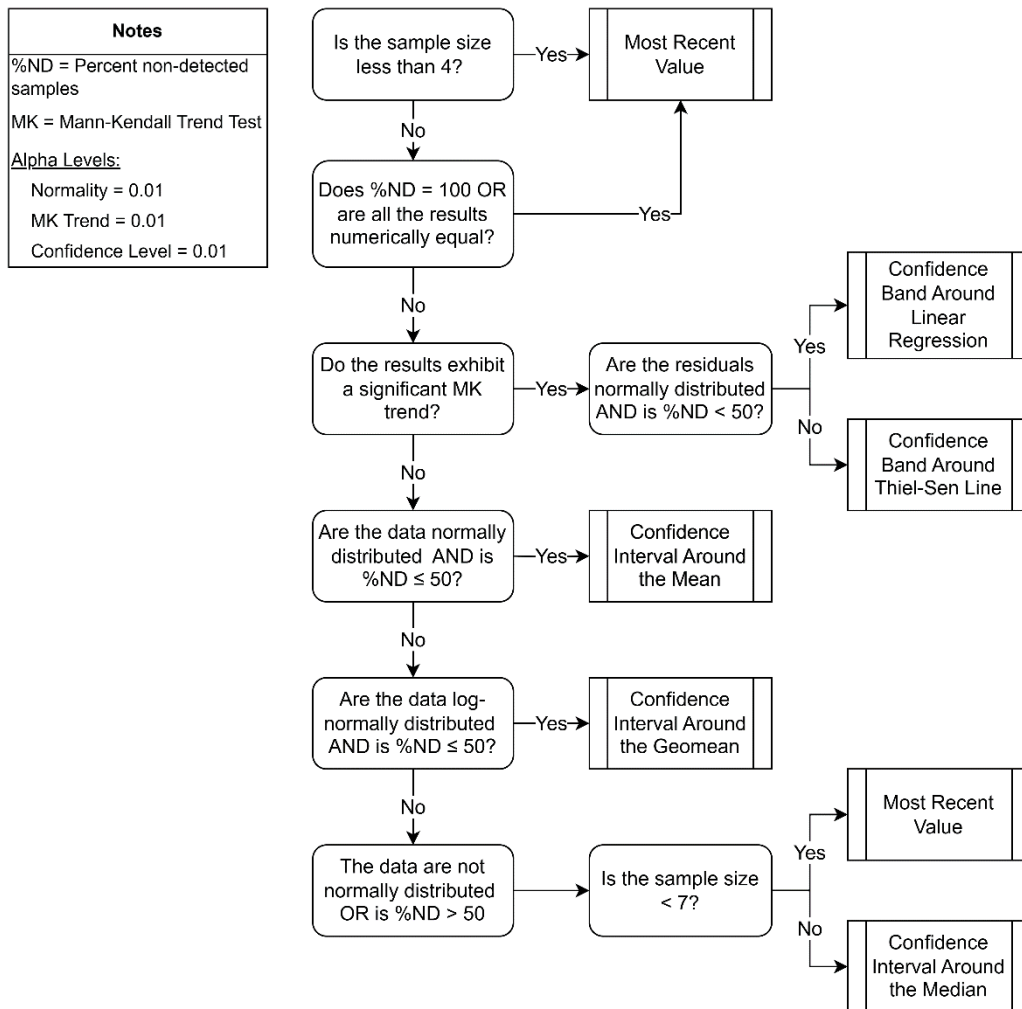 Notes
%ND = Percent non-detected
samples
MK = Mann-Kendall Trend Test
Alpha Levels:
Normality = 0.01
MK Trend = 0.01
Confidence Level = 0.01
Is the sample size
less than 4?
Yes
Most Recent
Value
No
Does %ND = 100 OR
are all the results
numerically equal?
Yes
No
Do the results exhibit
a significant MK
trend?
Yes
Are the residuals
normally distributed
AND is %ND < 50?
Yes
Confidence
Band Around
Linear
Regression
No
Confidence
Band Around
Thiel-Sen Line
No
Are the data normally
distributed AND is
%ND ≤ 50?
Yes
Confidence
Interval Around
the Mean
No
Are the data log-
normally distributed
AND is %ND ≤ 50?
Yes
Confidence
Interval Around
the Geomean
No
The data are not
normally distributed
OR is %ND > 50
Is the sample size
< 7?
Yes
Most Recent
Value
No
Confidence
Interval Around
the Median